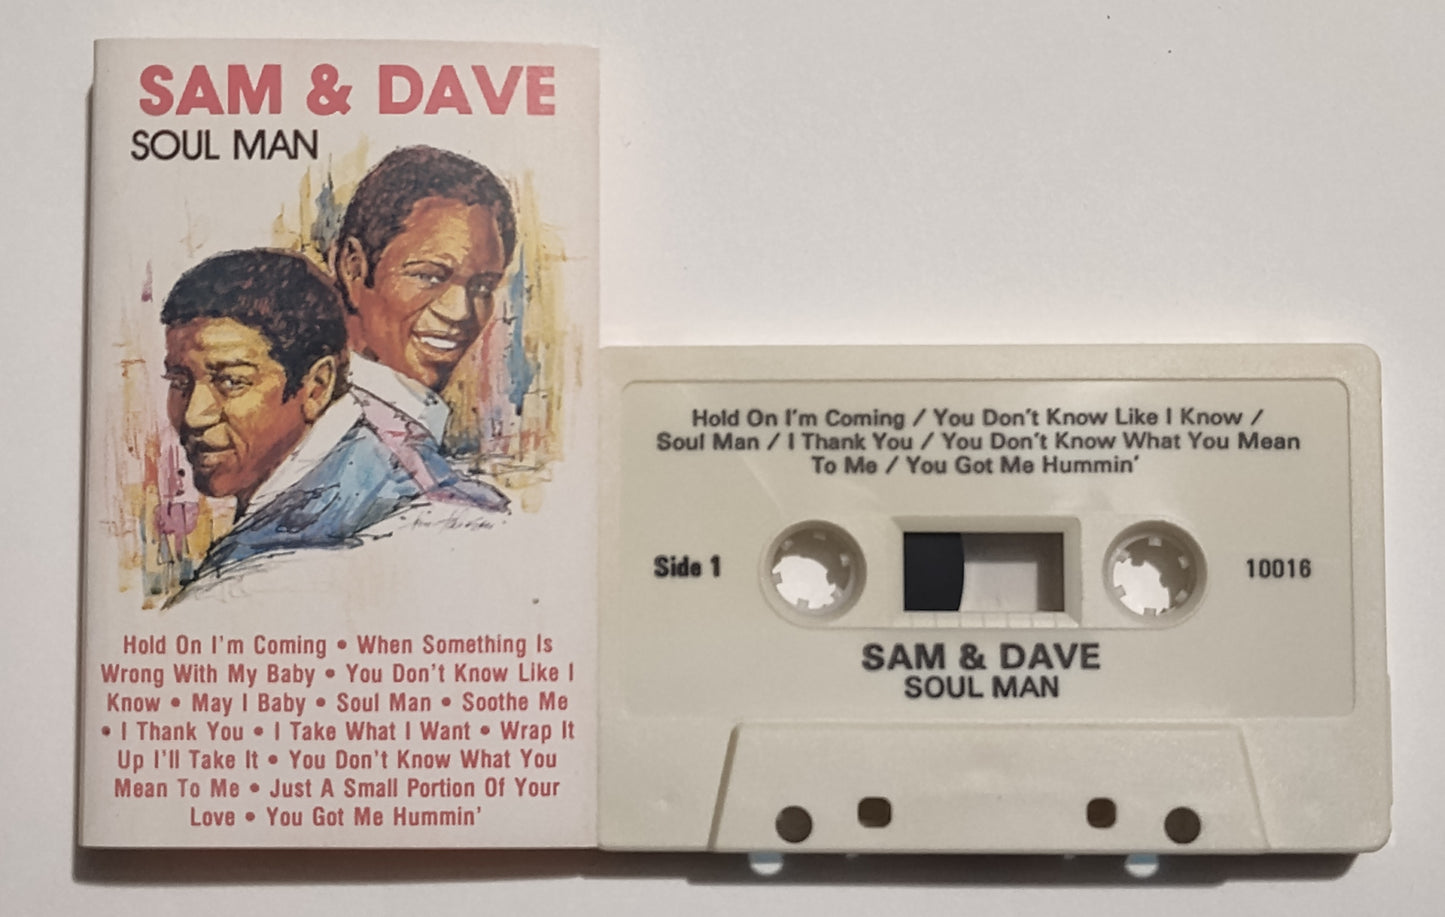 SAM & DAVE
SOUL MAN
Hold On I'm Coming • When Something Is
Wrong With My Baby • You Don't Know Like I
Know • May I Baby • Soul Man • Soothe Me
• I Thank You • I Take What I Want • Wrap It
Up I'll Take It • You Don't Know What You
Mean To Me • Just A Small Portion Of Your
Love • You Got Me Hummin'
Hold On I'm Coming / You Don't Know Like I Know /
Soul Man / I Thank You / You Don't Know What You Mean
To Me / You Got Me Hummin'
Side 1
10016
SAM & DAVE
SOUL MAN